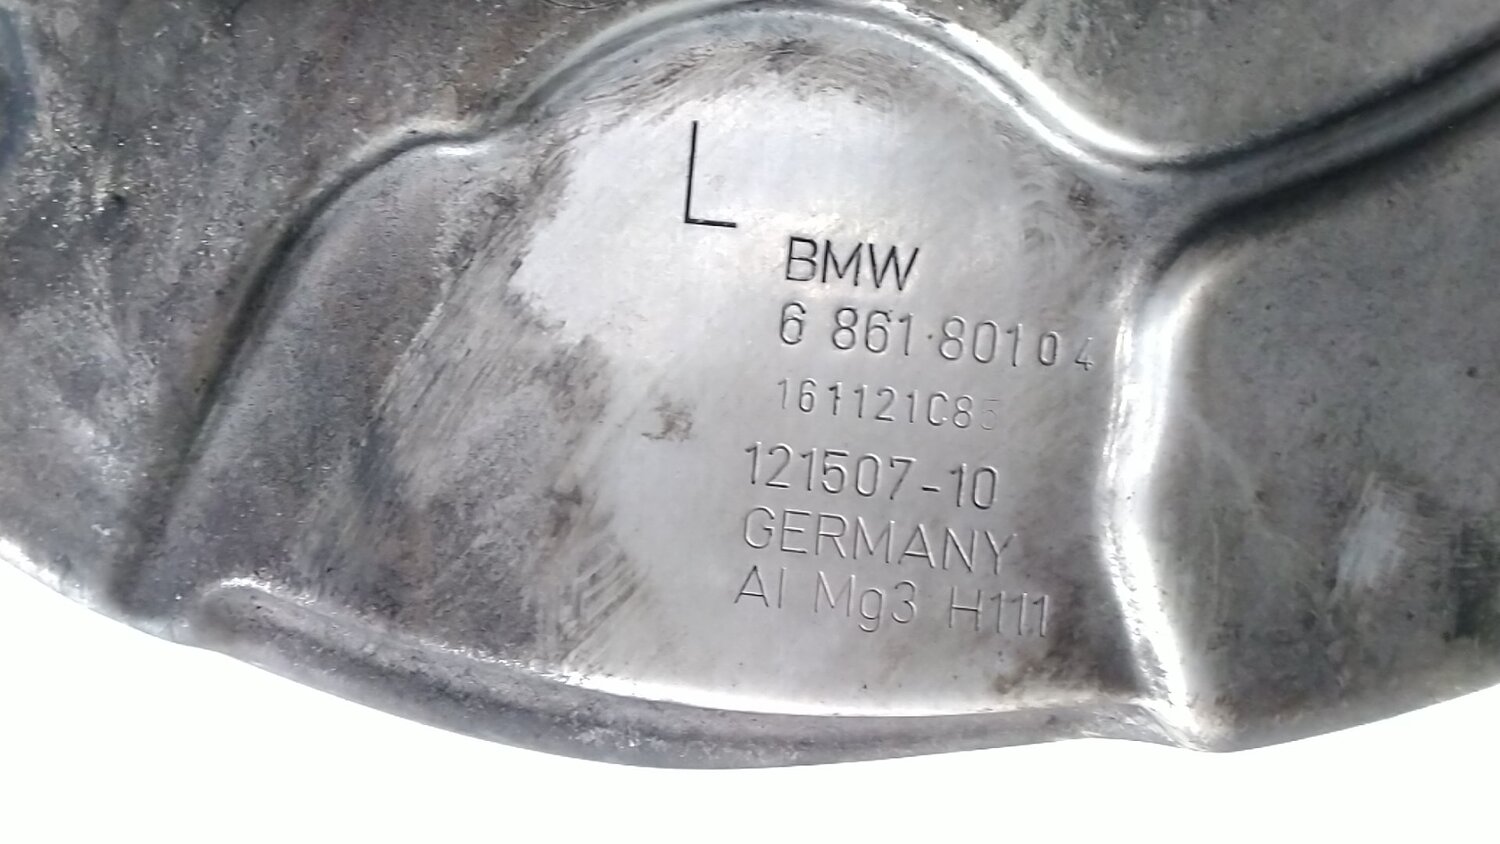 L
BMW
6 861·801 04
161121C85
121507-10
GERMANY
Al Mg3 H111